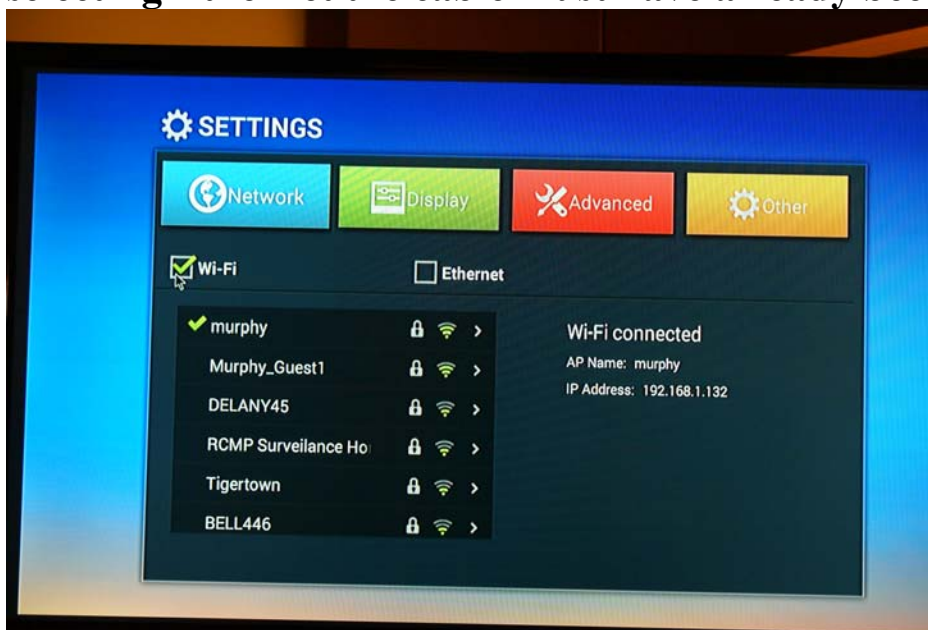 SETTINGS
Network Display Advanced Other
Wi-Fi Ethernet
murphy
Murphy_Guest1
DELANY45
RCMP Surveilance Ho
Tigertown
BELL446
Wi-Fi connected
AP Name: murphy
IP Address: 192.168.1.132